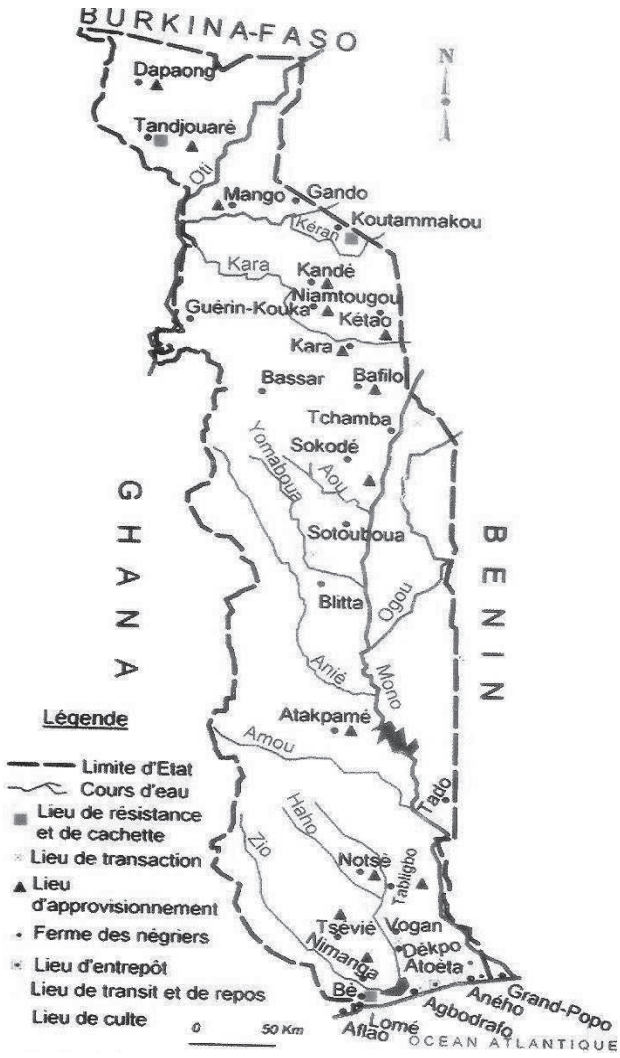 BURKINA-FASO
N
Dapaong
Tandjouaré
Oti
Mango
Gando
Koutammakou
Kéran
Kara
Kandé
Niamtougou
Guérin-Kouka
Kétao
Kara
Bassar
Bafilo
Tchamba
Sokodé
Yomaboua
Aou
GHANA
BENIN
Sotouboua
Blitta
Ogou
Anié
Mono
Atakpamé
Amou
Tado
Haho
Zio
Notsè
Tabligbo
Tsévié
Vogan
Nimanga
Dékpo
Atoèta
Bè
Grand-Popo
Aného
Agbodrafo
Lomé
Aflao
OCEAN ATLANTIQUE
0 50 Km
Légende
Limite d'Etat
Cours d'eau
Lieu de résistance
et de cachette
Lieu de transaction
Lieu
d'approvisionnement
Ferme des négriers
Lieu d'entrepôt
Lieu de transit et de repos
Lieu de culte